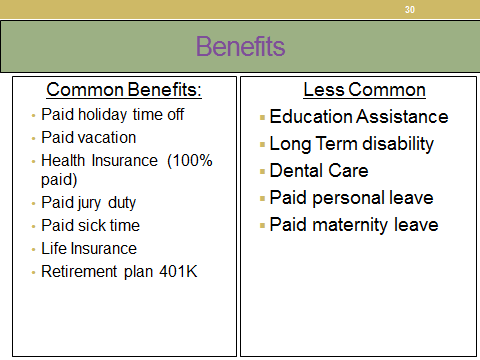 30
Benefits
Common Benefits:
Paid holiday time off
Paid vacation
Health Insurance (100%
paid)
Paid jury duty
Paid sick time
Life Insurance
Retirement plan 401K
Less Common
Education Assistance
Long Term disability
Dental Care
Paid personal leave
Paid maternity leave